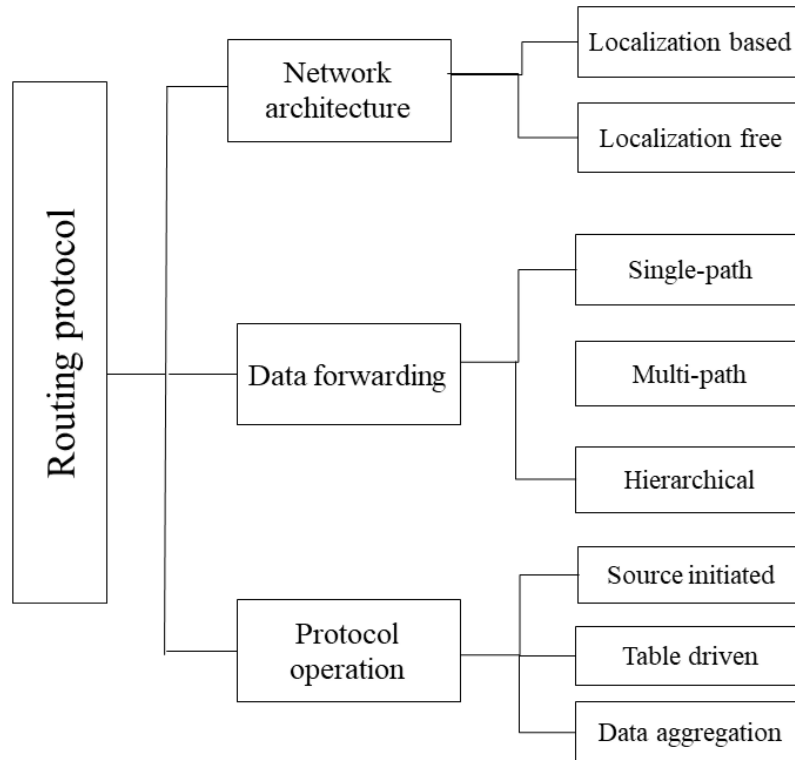 Routing protocol
Network
architecture
Localization based
Localization free
Data forwarding
Single-path
Multi-path
Hierarchical
Protocol
operation
Source initiated
Table driven
Data aggregation